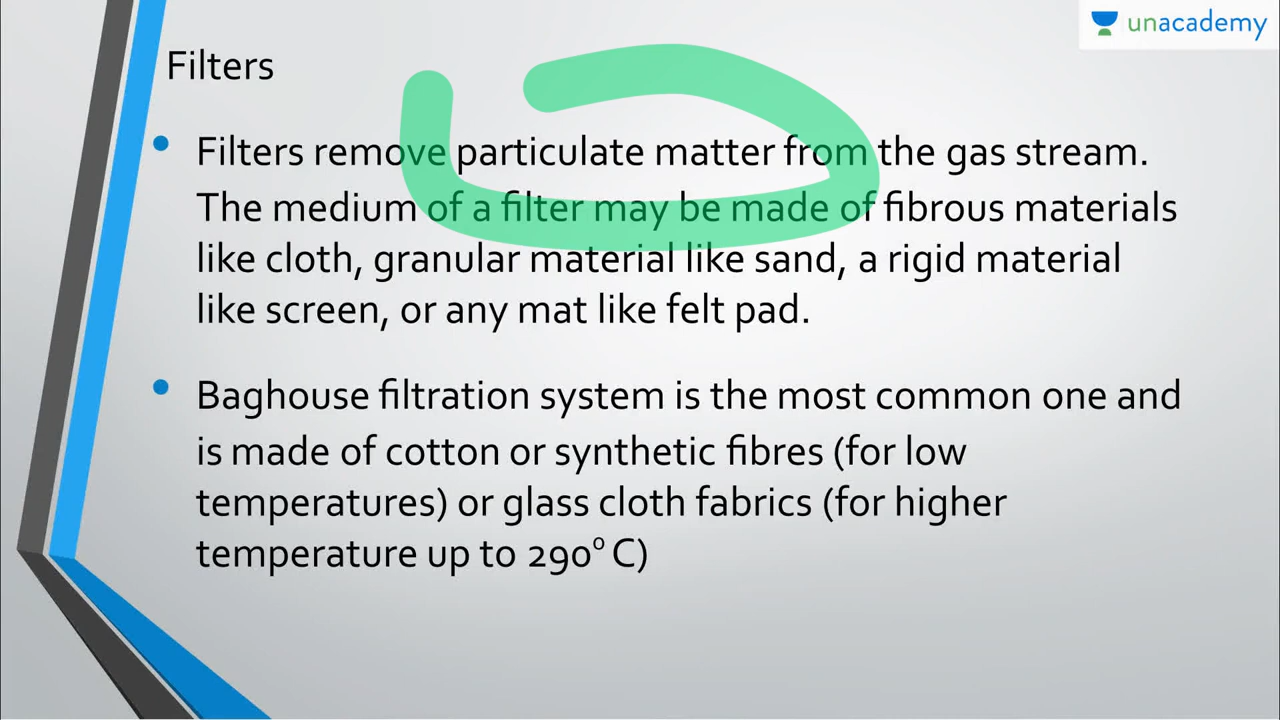 unacademy
Filters
• Filters remove particulate matter from the gas stream.
The medium of a filter may be made of fibrous materials
like cloth, granular material like sand, a rigid material
like screen, or any mat like felt pad.
• Baghouse filtration system is the most common one and
is made of cotton or synthetic fibres (for low
temperatures) or glass cloth fabrics (for higher
temperature up to 290⁰ C)